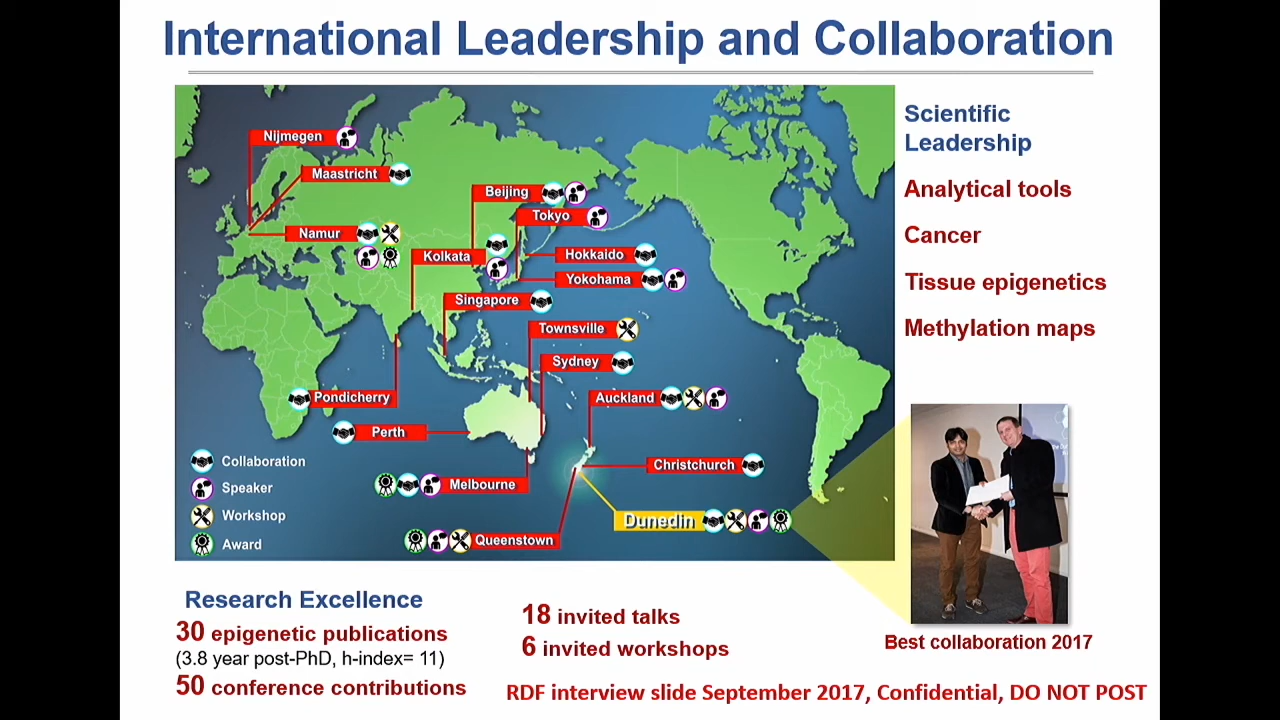 International Leadership and Collaboration
Nijmegen
Maastricht
Namur
Beijing
Tokyo
Kolkata
Hokkaido
Yokohama
Singapore
Townsville
Sydney
Auckland
Pondicherry
Perth
Christchurch
Melbourne
Dunedin
Queenstown
Collaboration
Speaker
Workshop
Award
Scientific
Leadership
Analytical tools
Cancer
Tissue epigenetics
Methylation maps
Best collaboration 2017
Research Excellence
30 epigenetic publications
(3.8 year post-PhD, h-index= 11)
50 conference contributions
18 invited talks
6 invited workshops
RDF interview slide September 2017, Confidential, DO NOT POST